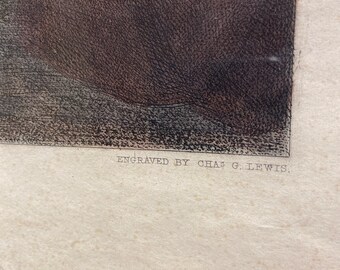 ENGRAVED BY CHAS G. LEWIS.